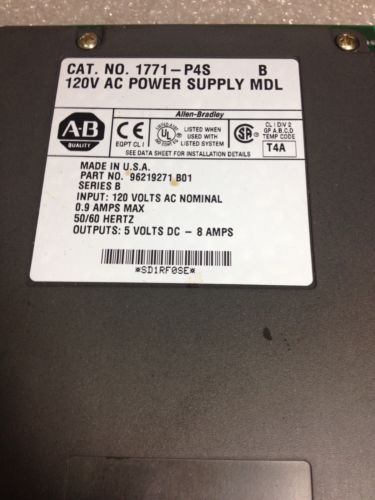 CAT. NO. 1771-P4S B
120V AC POWER SUPPLY MDL
Allen-Bradley
A-B
QUALITY
CE
EQPT CL I
UL
LISTED WHEN
USED WITH
LISTED SYSTEM
SA
CL I DIV 2
GP A,B,C,D
TEMP CODE
T4A
SEE DATA SHEET FOR INSTALLATION DETAILS
MADE IN U.S.A.
PART NO. 96219271 B01
SERIES B
INPUT: 120 VOLTS AC NOMINAL
0.9 AMPS MAX
50/60 HERTZ
OUTPUTS: 5 VOLTS DC - 8 AMPS
*SD1RF0SE*